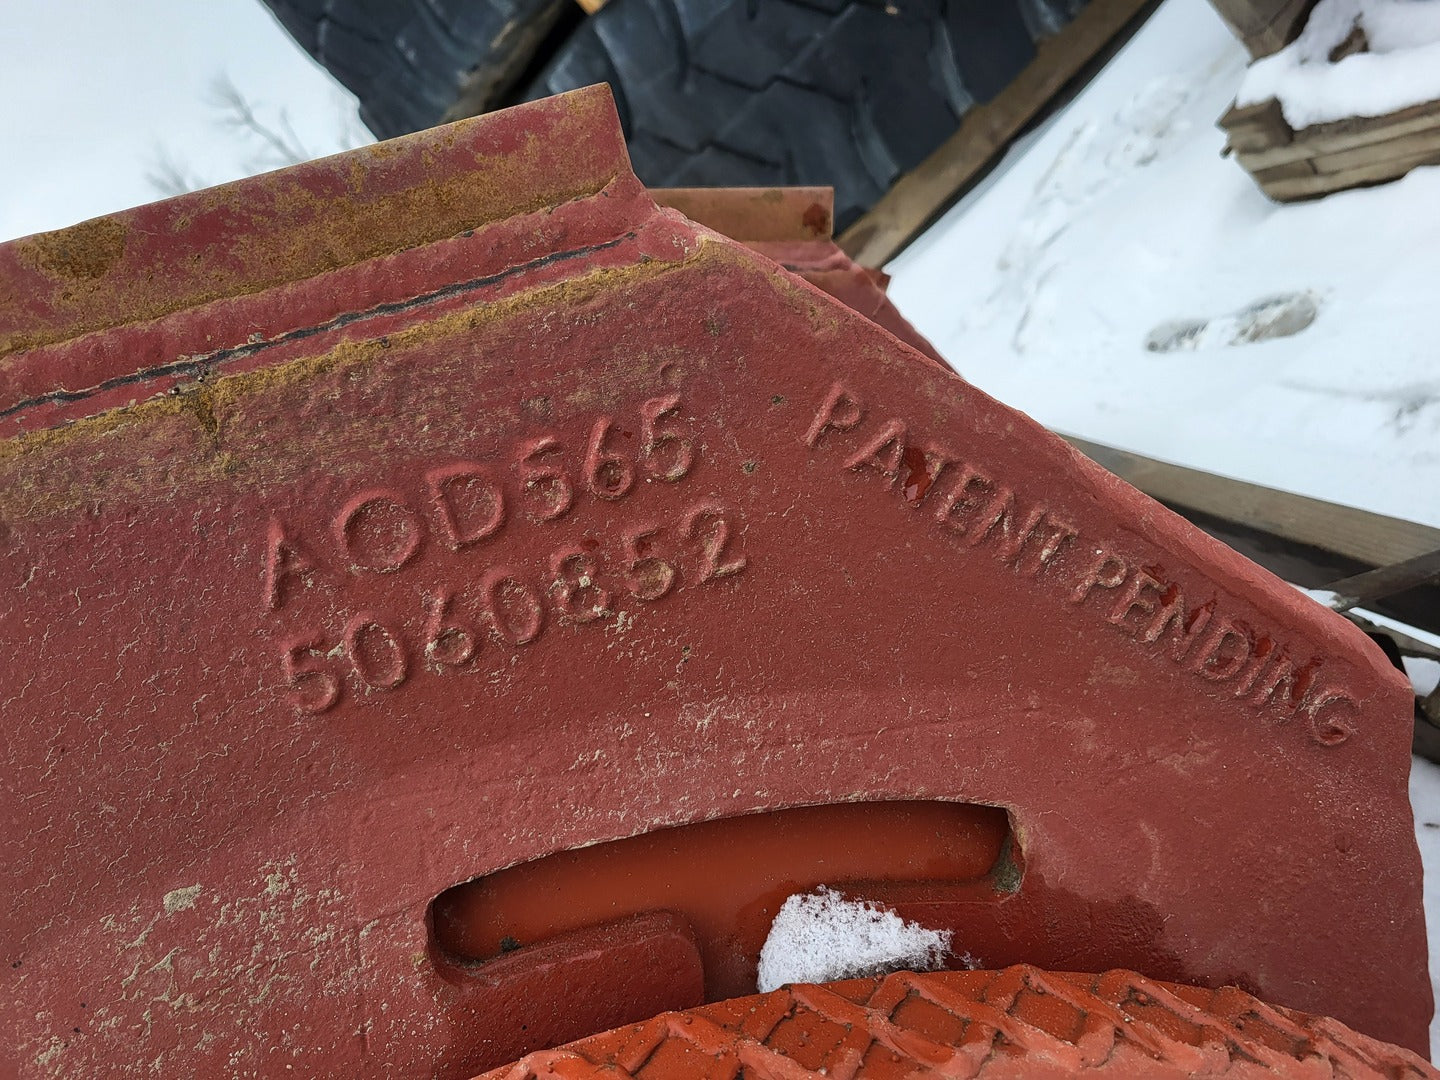 AOD565
5060852
PATENT PENDING